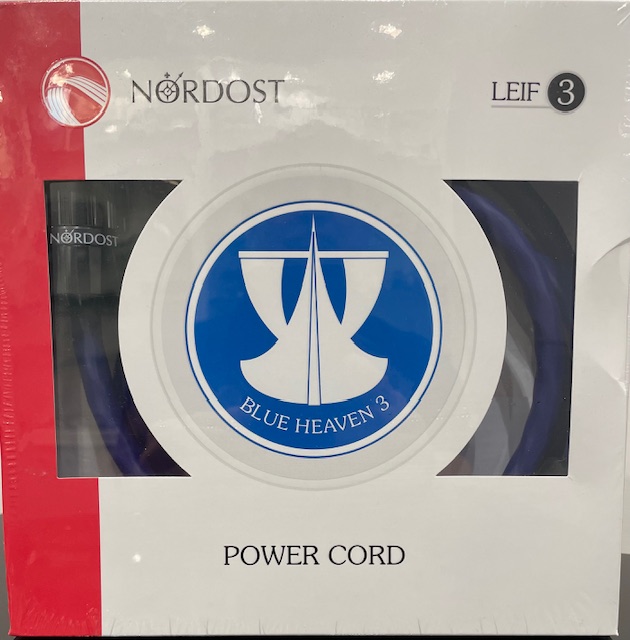 NORDOST
LEIF 3
NORDOST
BLUE HEAVEN 3
POWER CORD